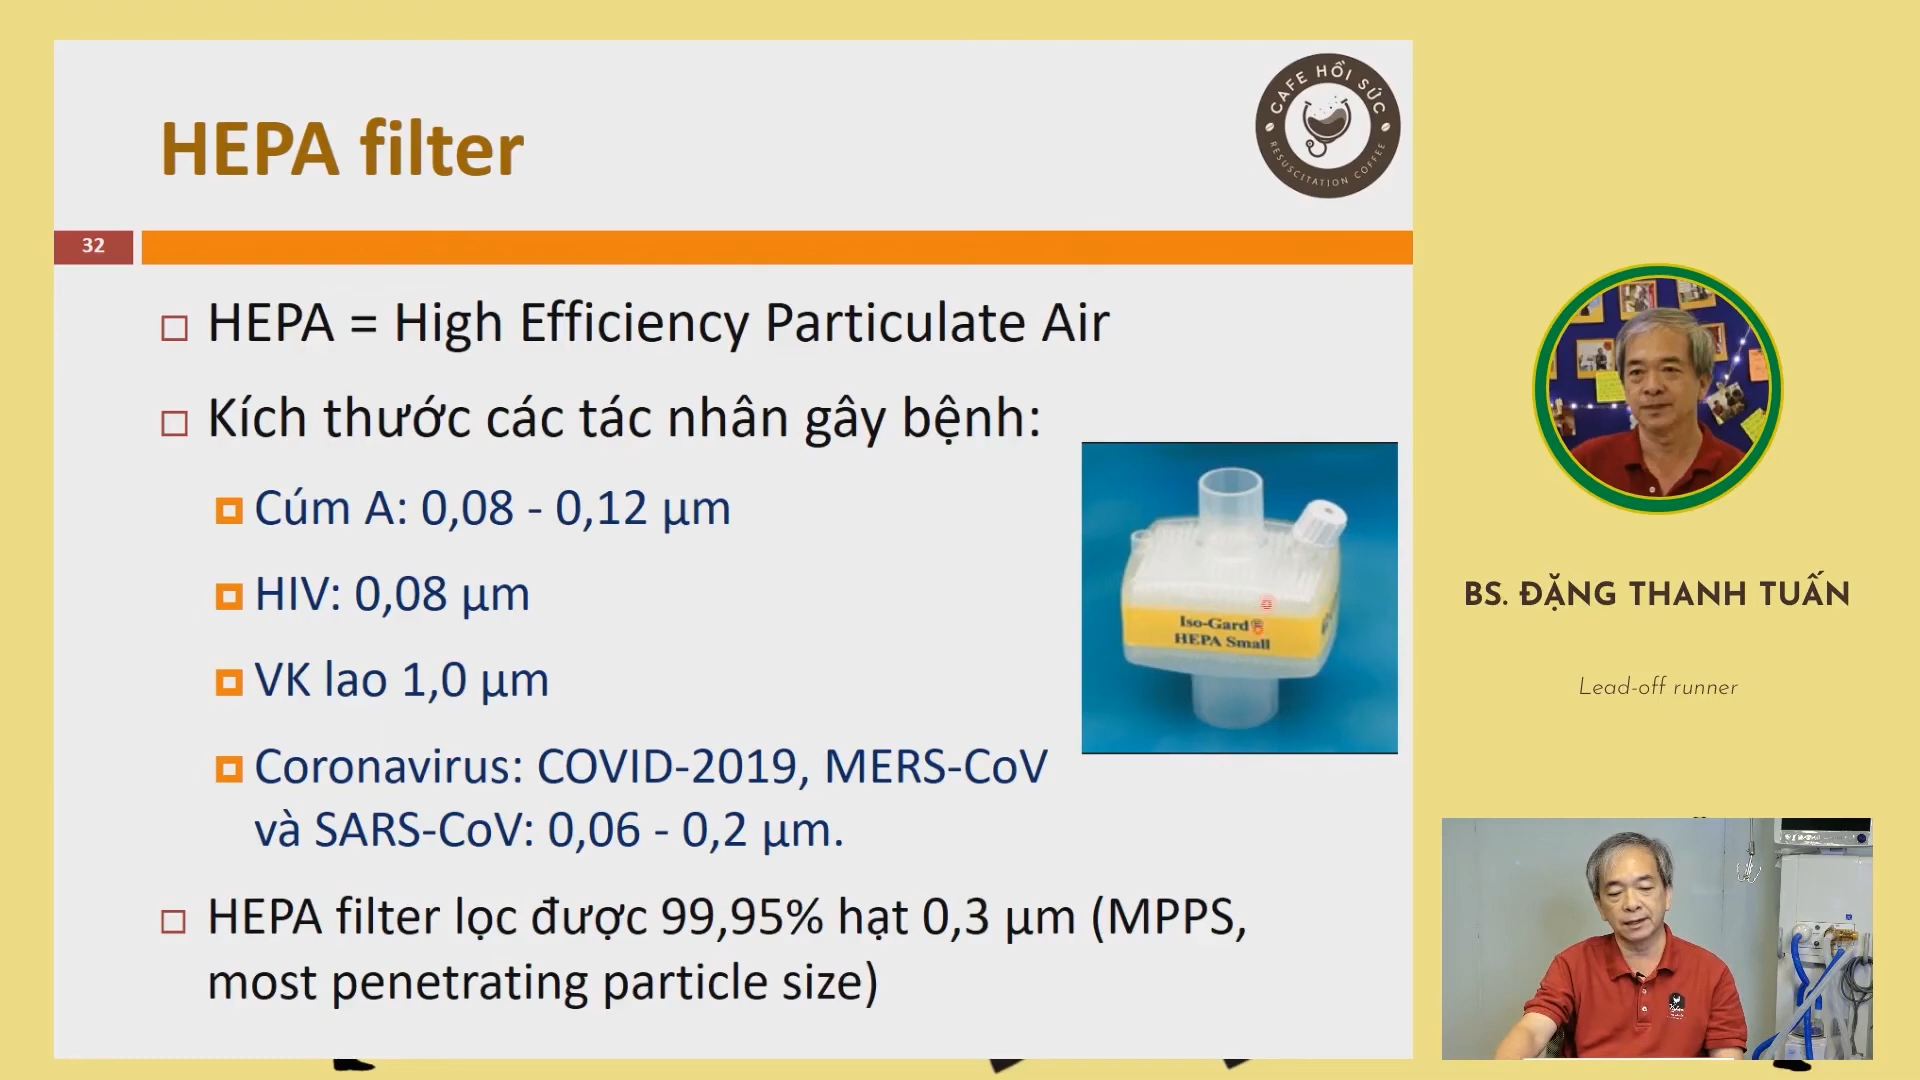 HEPA filter
CAFE HỒI SỨC
RESUSCITATION COFFEE
32
HEPA = High Efficiency Particulate Air
Kích thước các tác nhân gây bệnh:
Cúm A: 0,08 - 0,12 µm
HIV: 0,08 µm
VK lao 1,0 µm
Coronavirus: COVID-2019, MERS-CoV
và SARS-CoV: 0,06 - 0,2 µm.
HEPA filter lọc được 99,95% hạt 0,3 µm (MPPS,
most penetrating particle size)
Iso-Gard®
HEPA Small
BS. ĐẶNG THANH TUẤN
Lead-off runner